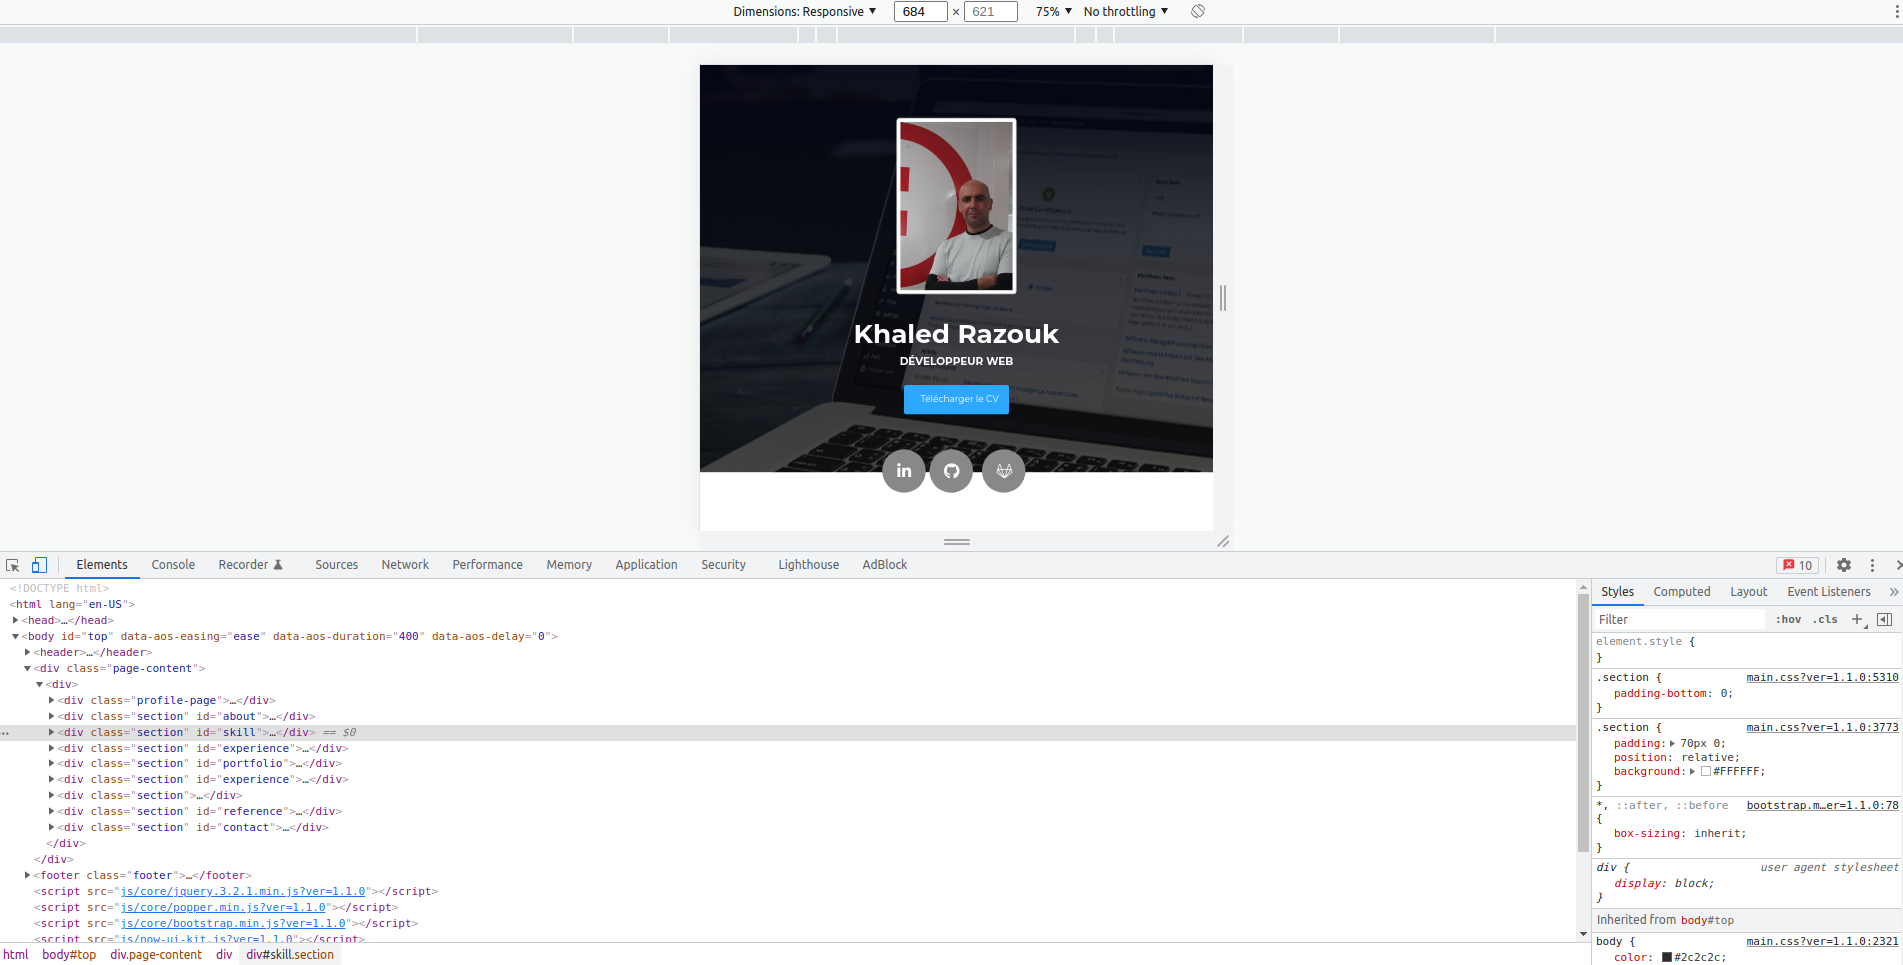 Dimensions: Responsive ▼ 684 × 621 75% ▼ No throttling ▼
Khaled Razouk
DÉVELOPPEUR WEB
Télécharger le CV
in
Elements Console Recorder Sources Network Performance Memory Application Security Lighthouse AdBlock 10
<!DOCTYPE html>
<html lang="en-US">
<head>…</head>
<body id="top" data-aos-easing="ease" data-aos-duration="400" data-aos-delay="0">
<header>…</header>
<div class="page-content">
<div>
<div class="profile-page">…</div>
<div class="section" id="about">…</div>
<div class="section" id="skill">…</div> == $0
<div class="section" id="experience">…</div>
<div class="section" id="portfolio">…</div>
<div class="section" id="experience">…</div>
<div class="section">…</div>
<div class="section" id="reference">…</div>
<div class="section" id="contact">…</div>
</div>
</div>
<footer class="footer">…</footer>
<script src="js/core/jquery.3.2.1.min.js?ver=1.1.0"></script>
<script src="js/core/popper.min.js?ver=1.1.0"></script>
<script src="js/core/bootstrap.min.js?ver=1.1.0"></script>
<script src="js/now-ui-kit.js?ver=1.1.0"></script>
html body#top div.page-content div div#skill.section
Styles Computed Layout Event Listeners »
Filter :hov .cls +
element.style {
}
.section { main.css?ver=1.1.0:5310
padding-bottom: 0;
}
.section { main.css?ver=1.1.0:3773
padding: 70px 0;
position: relative;
background: #FFFFFF;
}
*, ::after, ::before bootstrap.m…er=1.1.0:78
{
box-sizing: inherit;
}
div { user agent stylesheet
display: block;
}
Inherited from body#top
body { main.css?ver=1.1.0:2321
color: #2c2c2c;